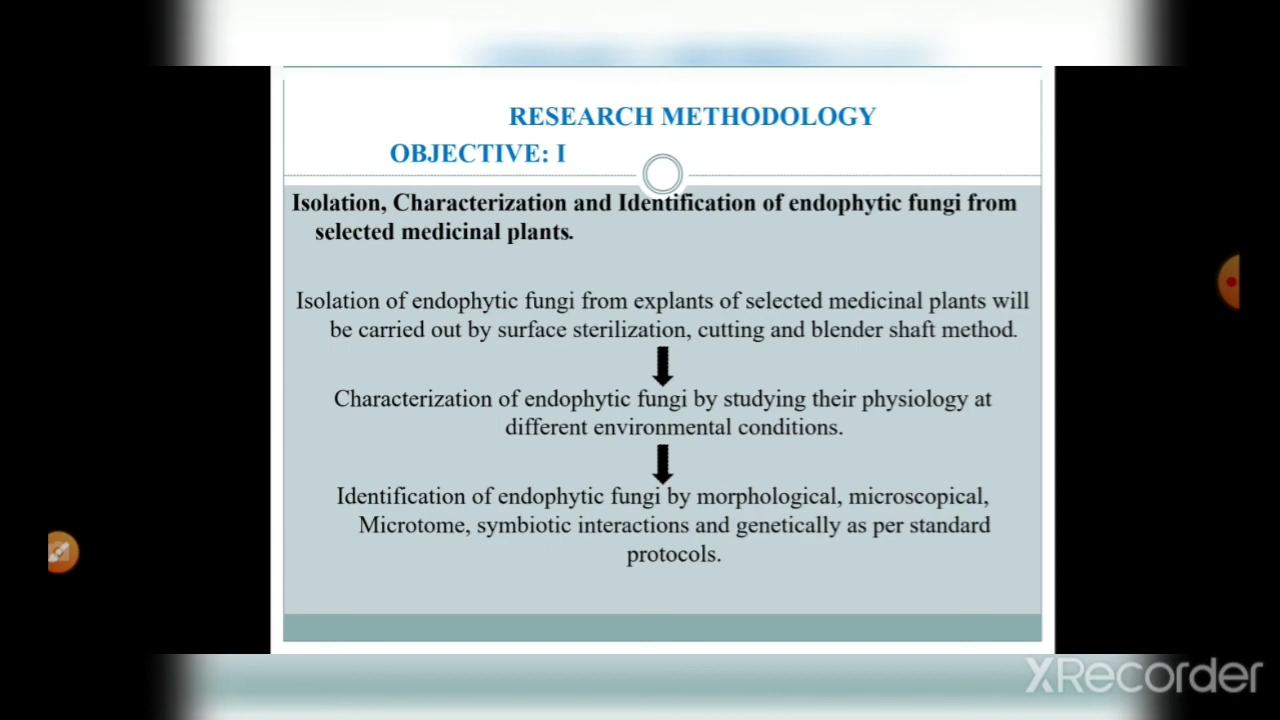 RESEARCH METHODOLOGY
OBJECTIVE: I
Isolation, Characterization and Identification of endophytic fungi from
selected medicinal plants.
Isolation of endophytic fungi from explants of selected medicinal plants will
be carried out by surface sterilization, cutting and blender shaft method.
Characterization of endophytic fungi by studying their physiology at
different environmental conditions.
Identification of endophytic fungi by morphological, microscopical,
Microtome, symbiotic interactions and genetically as per standard
protocols.
XRecorder